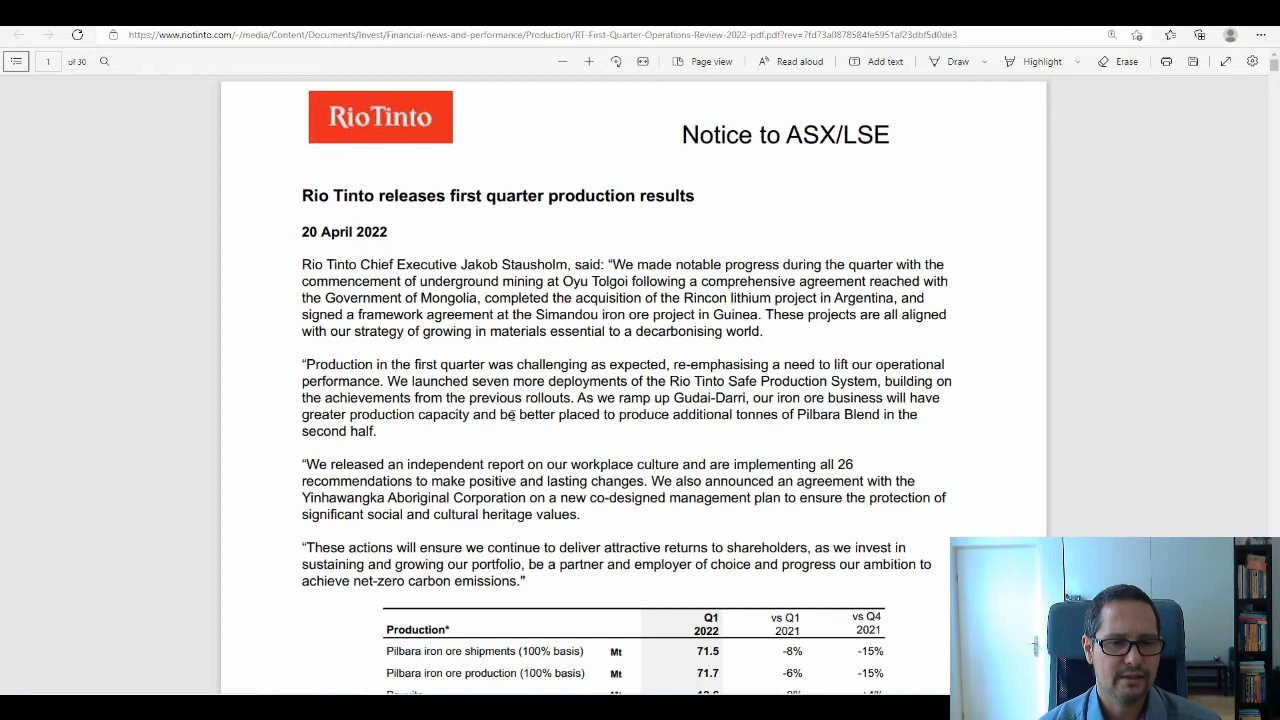 https://www.riotinto.com/-/media/Content/Documents/Invest/Financial-news-and-performance/Production/RT-First-Quarter-Operations-Review-2022-pdf.pdf?rev=7fd73a0878584fe5951af23dbf5d0de3
1 of 30 Page view Read aloud Add text Draw Highlight Erase
RioTinto
Notice to ASX/LSE
Rio Tinto releases first quarter production results
20 April 2022
Rio Tinto Chief Executive Jakob Stausholm, said: “We made notable progress during the quarter with the
commencement of underground mining at Oyu Tolgoi following a comprehensive agreement reached with
the Government of Mongolia, completed the acquisition of the Rincon lithium project in Argentina, and
signed a framework agreement at the Simandou iron ore project in Guinea. These projects are all aligned
with our strategy of growing in materials essential to a decarbonising world.
“Production in the first quarter was challenging as expected, re-emphasising a need to lift our operational
performance. We launched seven more deployments of the Rio Tinto Safe Production System, building on
the achievements from the previous rollouts. As we ramp up Gudai-Darri, our iron ore business will have
greater production capacity and be better placed to produce additional tonnes of Pilbara Blend in the
second half.
“We released an independent report on our workplace culture and are implementing all 26
recommendations to make positive and lasting changes. We also announced an agreement with the
Yinhawangka Aboriginal Corporation on a new co-designed management plan to ensure the protection of
significant social and cultural heritage values.
“These actions will ensure we continue to deliver attractive returns to shareholders, as we invest in
sustaining and growing our portfolio, be a partner and employer of choice and progress our ambition to
achieve net-zero carbon emissions."
Production* Q1 2022 vs Q1 2021 vs Q4 2021
Pilbara iron ore shipments (100% basis) Mt 71.5 -8% -15%
Pilbara iron ore production (100% basis) Mt 71.7 -6% -15%